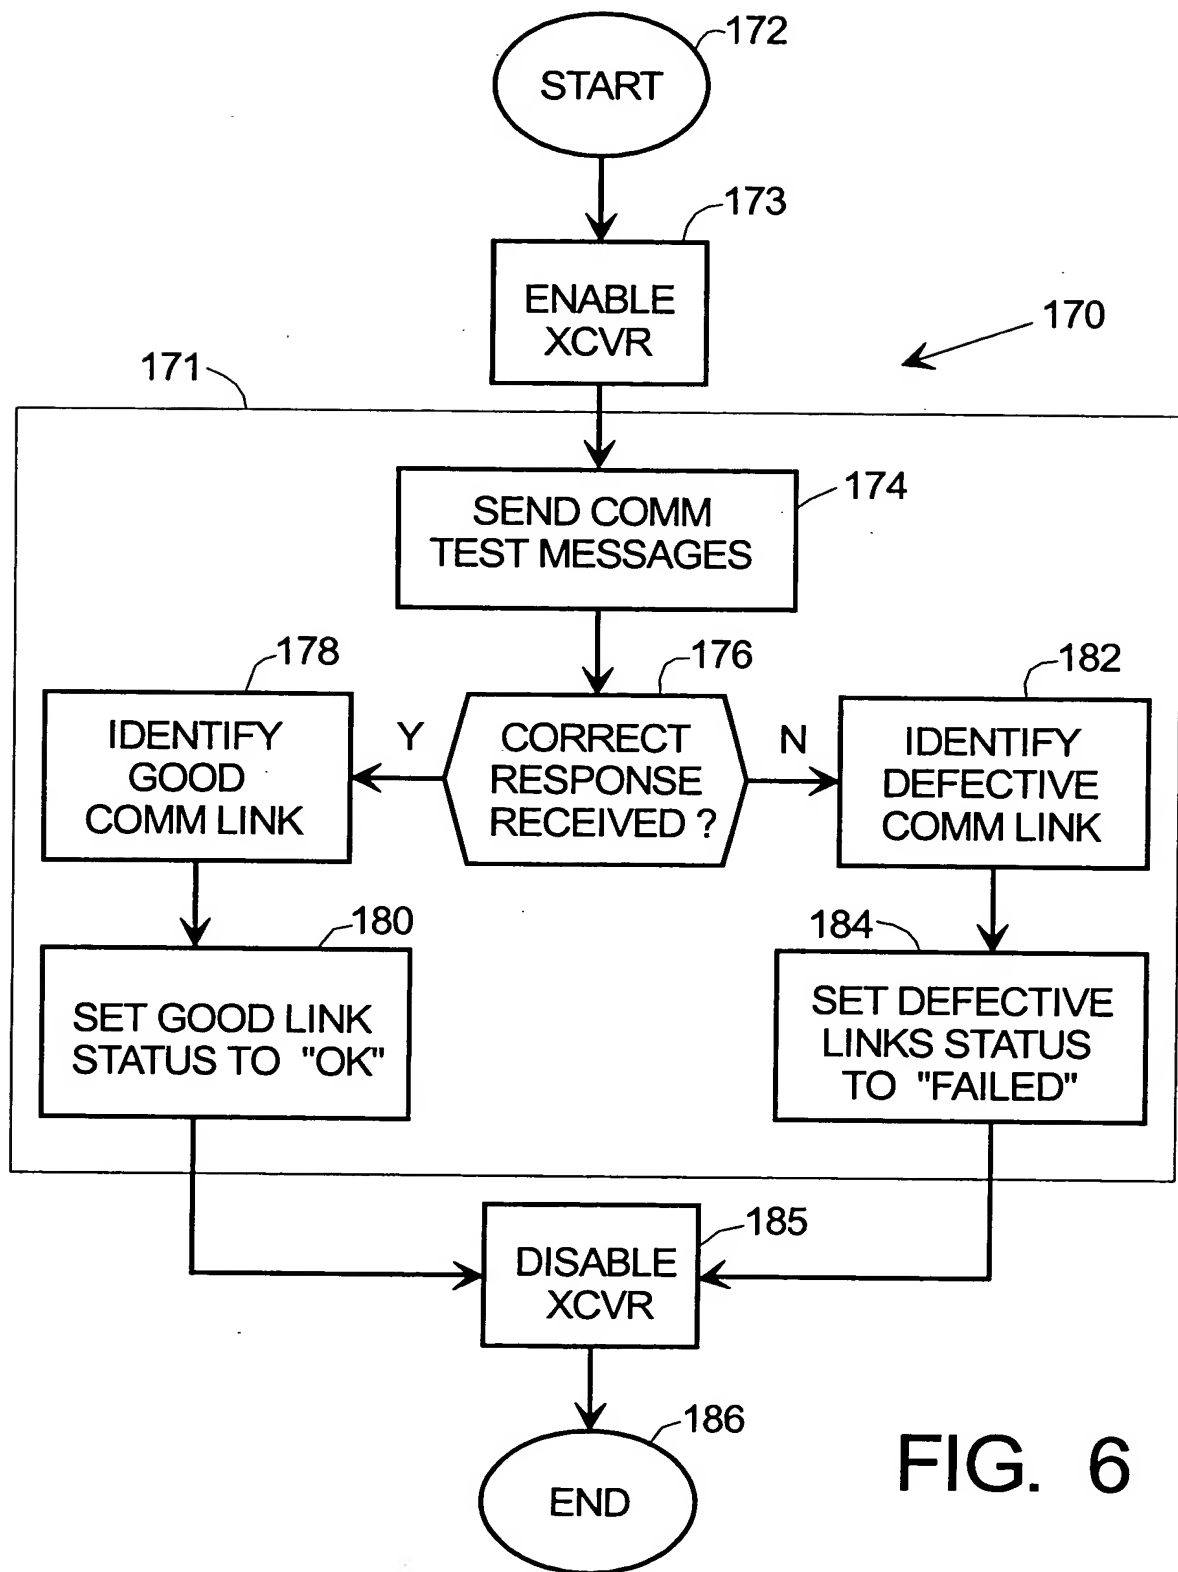 172
START
173
ENABLE
XCVR
170
171
174
SEND COMM
TEST MESSAGES
178
176
182
IDENTIFY
GOOD
COMM LINK
Y
CORRECT
RESPONSE
RECEIVED ?
N
IDENTIFY
DEFECTIVE
COMM LINK
180
184
SET GOOD LINK
STATUS TO "OK"
SET DEFECTIVE
LINKS STATUS
TO "FAILED"
185
DISABLE
XCVR
186
END
FIG. 6